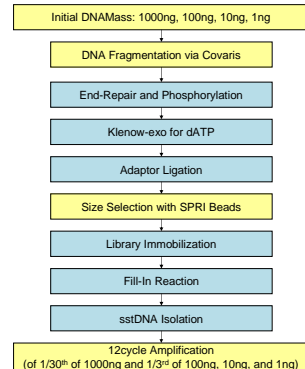 Initial DNAMass: 1000ng, 100ng, 10ng, 1ng
DNA Fragmentation via Covaris
End-Repair and Phosphorylation
Klenow-exo for dATP
Adaptor Ligation
Size Selection with SPRI Beads
Library Immobilization
Fill-In Reaction
sstDNA Isolation
12cycle Amplification
(of 1/30th of 1000ng and 1/3rd of 100ng, 10ng, and 1ng)